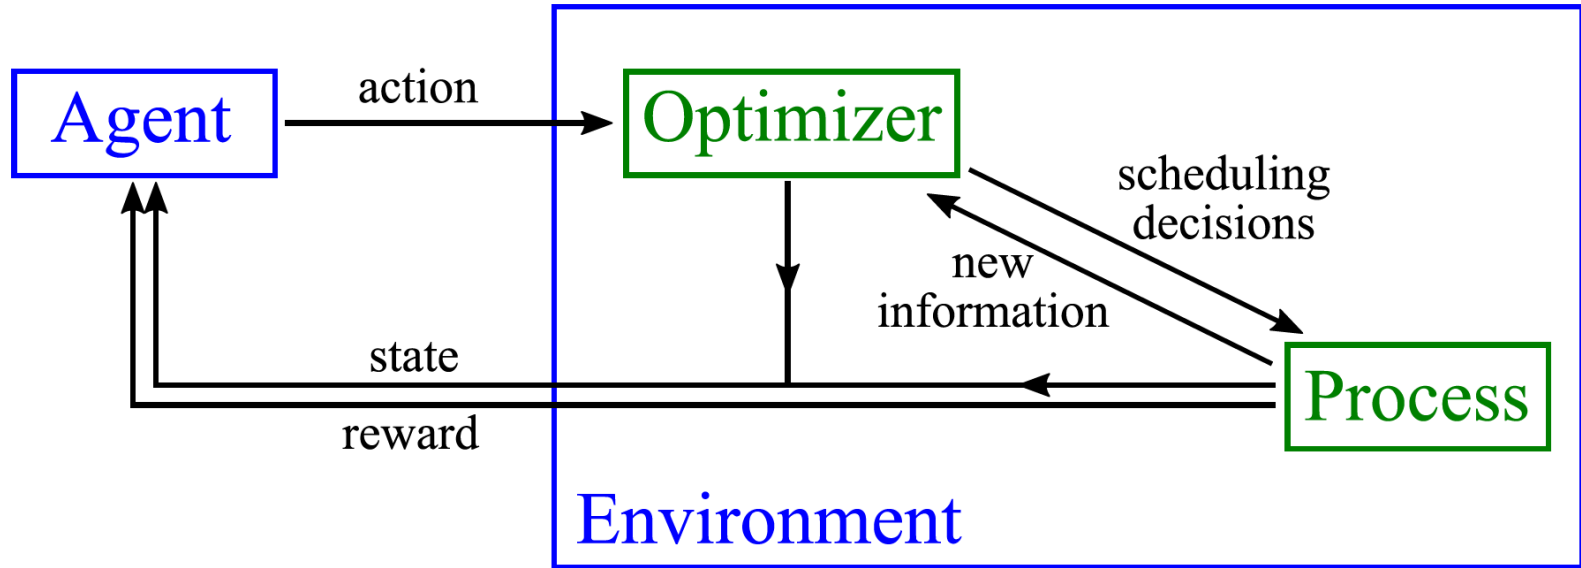 Agent
action
Optimizer
scheduling
decisions
new
information
state
reward
Process
Environment